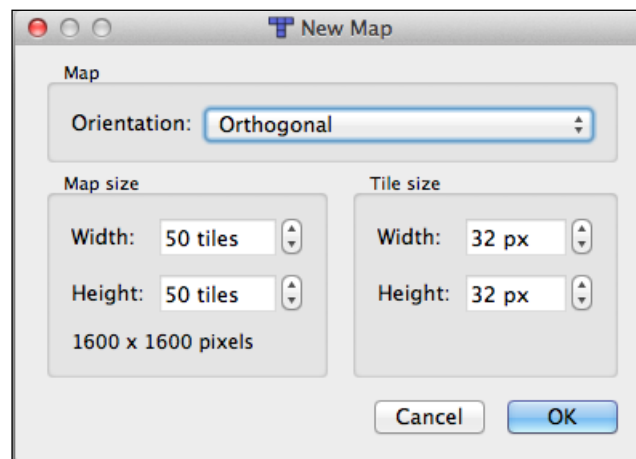 New Map
Map
Orientation: Orthogonal
Map size
Width: 50 tiles
Height: 50 tiles
1600 x 1600 pixels
Tile size
Width: 32 px
Height: 32 px
Cancel
OK